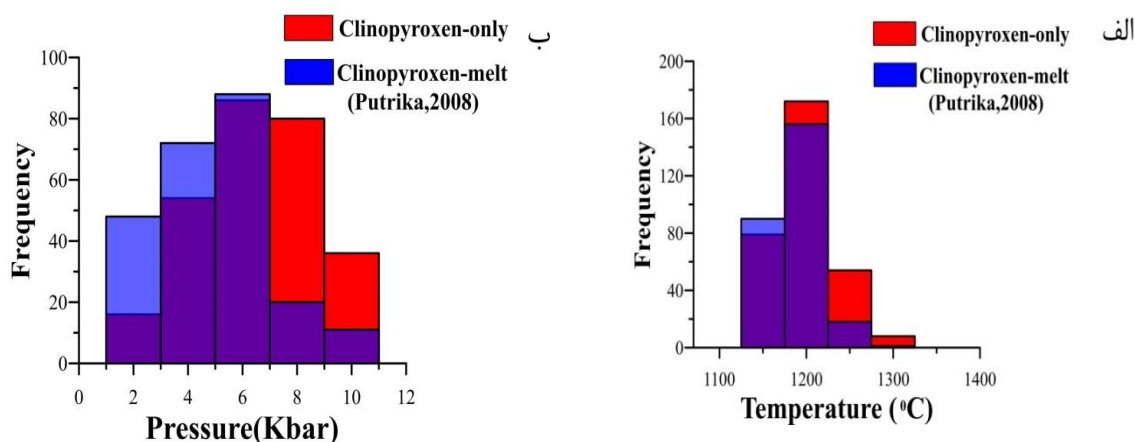 الف
Clinopyroxen-only
Clinopyroxen-melt
(Putrika,2008)
200
160
120
80
40
0
Frequency
1100
1200
1300
1400
Temperature (⁰C)
ب
Clinopyroxen-only
Clinopyroxen-melt
(Putrika,2008)
100
80
60
40
20
0
Frequency
0
2
4
6
8
10
12
Pressure(Kbar)